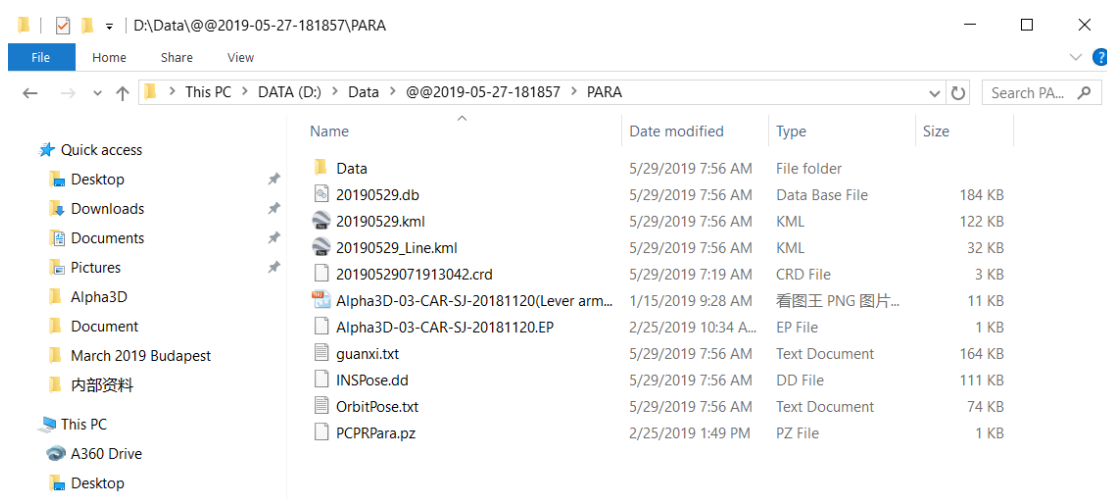 D:\Data\@@2019-05-27-181857\PARA
File Home Share View
This PC > DATA (D:) > Data > @@2019-05-27-181857 > PARA Search PA...
Name Date modified Type Size
Quick access
Desktop
Downloads
Documents
Pictures
Alpha3D
Document
March 2019 Budapest
内部资料
This PC
A360 Drive
Desktop
Data 5/29/2019 7:56 AM File folder
20190529.db 5/29/2019 7:56 AM Data Base File 184 KB
20190529.kml 5/29/2019 7:56 AM KML 122 KB
20190529_Line.kml 5/29/2019 7:56 AM KML 32 KB
20190529071913042.crd 5/29/2019 7:19 AM CRD File 3 KB
Alpha3D-03-CAR-SJ-20181120(Lever arm... 1/15/2019 9:28 AM 看图王 PNG 图片... 11 KB
Alpha3D-03-CAR-SJ-20181120.EP 2/25/2019 10:34 A... EP File 1 KB
guanxi.txt 5/29/2019 7:56 AM Text Document 164 KB
INSPose.dd 5/29/2019 7:56 AM DD File 111 KB
OrbitPose.txt 5/29/2019 7:56 AM Text Document 74 KB
PCPRPara.pz 2/25/2019 1:49 PM PZ File 1 KB